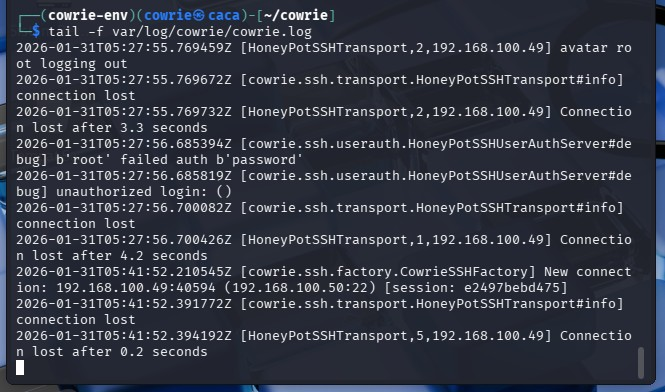 ┌──(cowrie-env)(cowrie㉿caca)-[~/cowrie]
└─$ tail -f var/log/cowrie/cowrie.log
2026-01-31T05:27:55.769459Z [HoneyPotSSHTransport,2,192.168.100.49] avatar ro
ot logging out
2026-01-31T05:27:55.769672Z [cowrie.ssh.transport.HoneyPotSSHTransport#info]
connection lost
2026-01-31T05:27:55.769732Z [HoneyPotSSHTransport,2,192.168.100.49] Connectio
n lost after 3.3 seconds
2026-01-31T05:27:56.685394Z [cowrie.ssh.userauth.HoneyPotSSHUserAuthServer#de
bug] b'root' failed auth b'password'
2026-01-31T05:27:56.685819Z [cowrie.ssh.userauth.HoneyPotSSHUserAuthServer#de
bug] unauthorized login: ()
2026-01-31T05:27:56.700082Z [cowrie.ssh.transport.HoneyPotSSHTransport#info]
connection lost
2026-01-31T05:27:56.700426Z [HoneyPotSSHTransport,1,192.168.100.49] Connectio
n lost after 4.2 seconds
2026-01-31T05:41:52.210545Z [cowrie.ssh.factory.CowrieSSHFactory] New connect
ion: 192.168.100.49:40594 (192.168.100.50:22) [session: e2497bebd475]
2026-01-31T05:41:52.391772Z [cowrie.ssh.transport.HoneyPotSSHTransport#info]
connection lost
2026-01-31T05:41:52.394192Z [HoneyPotSSHTransport,5,192.168.100.49] Connectio
n lost after 0.2 seconds